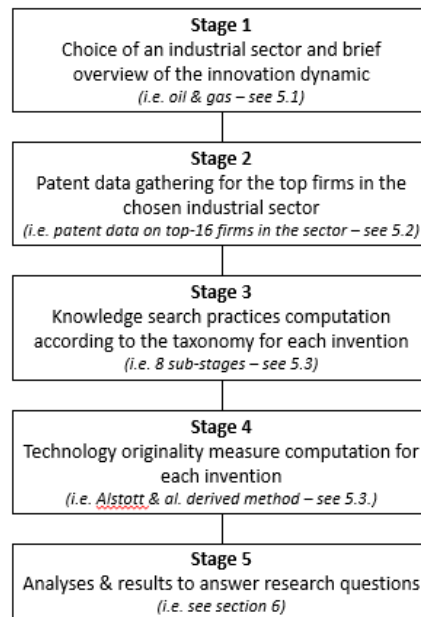 Stage 1
Choice of an industrial sector and brief
overview of the innovation dynamic
(i.e. oil & gas – see 5.1)
Stage 2
Patent data gathering for the top firms in the
chosen industrial sector
(i.e. patent data on top-16 firms in the sector – see 5.2)
Stage 3
Knowledge search practices computation
according to the taxonomy for each invention
(i.e. 8 sub-stages – see 5.3)
Stage 4
Technology originality measure computation for
each invention
(i.e. Alstott & al. derived method – see 5.3.)
Stage 5
Analyses & results to answer research questions
(i.e. see section 6)